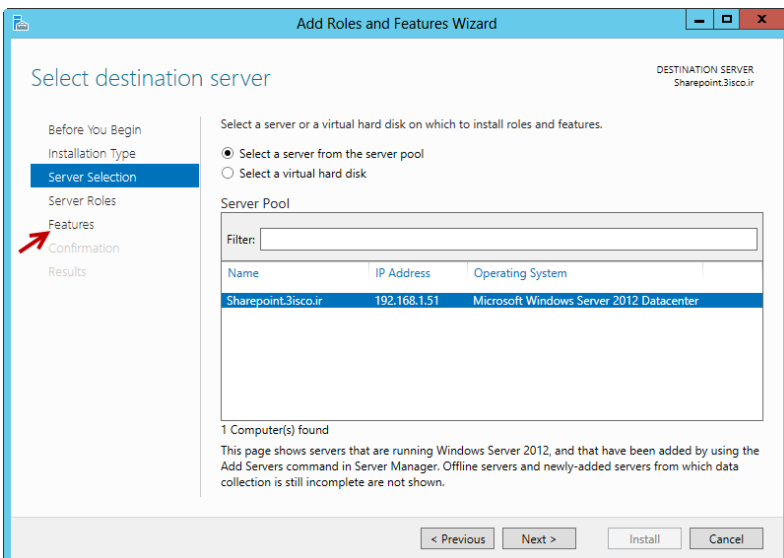 Add Roles and Features Wizard
Select destination server
DESTINATION SERVER
Sharepoint.3isco.ir
Before You Begin
Installation Type
Server Selection
Server Roles
Features
Confirmation
Results
Select a server or a virtual hard disk on which to install roles and features.
Select a server from the server pool
Select a virtual hard disk
Server Pool
Filter:
Name IP Address Operating System
Sharepoint.3isco.ir 192.168.1.51 Microsoft Windows Server 2012 Datacenter
1 Computer(s) found
This page shows servers that are running Windows Server 2012, and that have been added by using the
Add Servers command in Server Manager. Offline servers and newly-added servers from which data
collection is still incomplete are not shown.
< Previous Next > Install Cancel